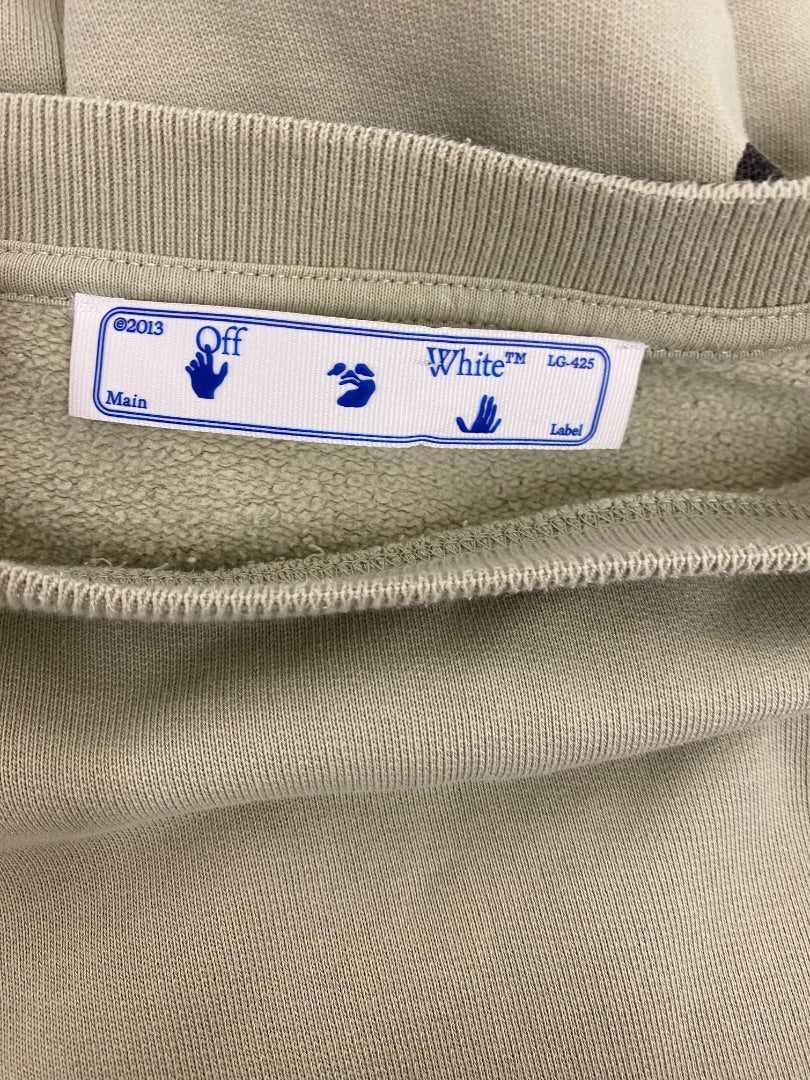 ©2013 Off White™ LG-425
Main Label